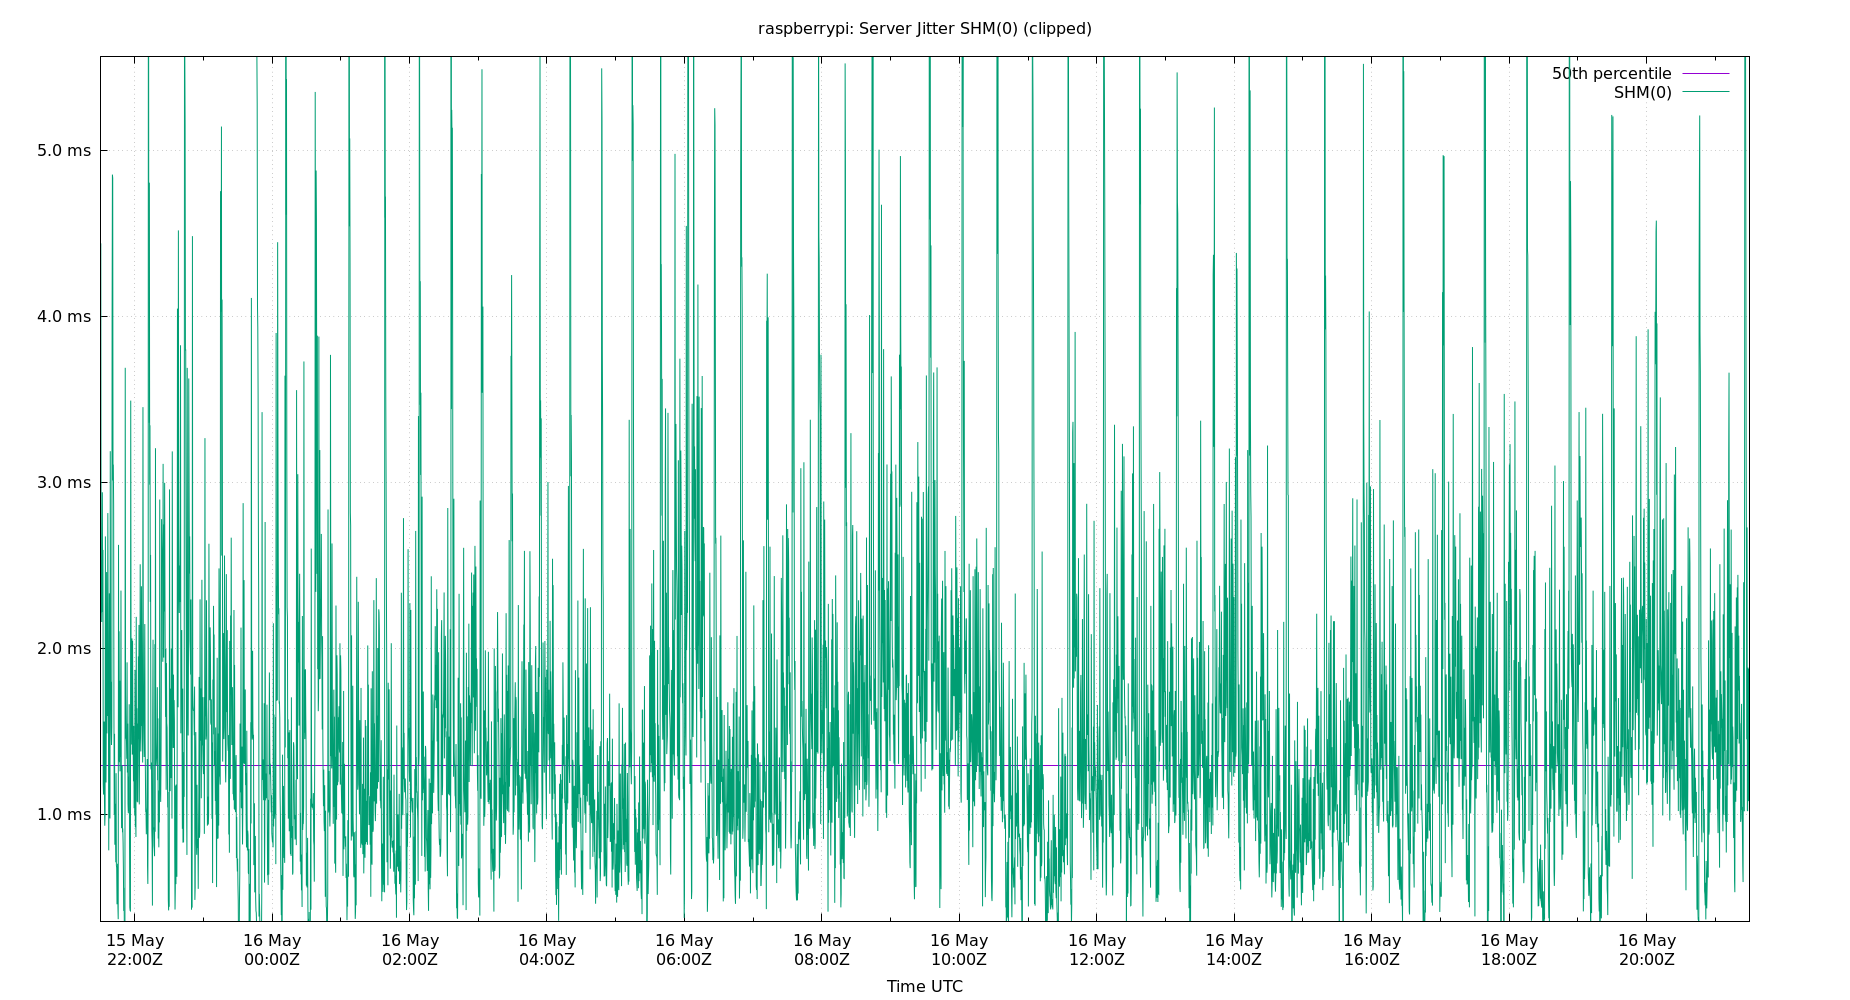 raspberrypi: Server Jitter SHM(0) (clipped)
50th percentile
SHM(0)
5.0 ms
4.0 ms
3.0 ms
2.0 ms
1.0 ms
15 May 16 May 16 May 16 May 16 May 16 May 16 May 16 May 16 May 16 May 16 May 16 May
22:00Z 00:00Z 02:00Z 04:00Z 06:00Z 08:00Z 10:00Z 12:00Z 14:00Z 16:00Z 18:00Z 20:00Z
Time UTC